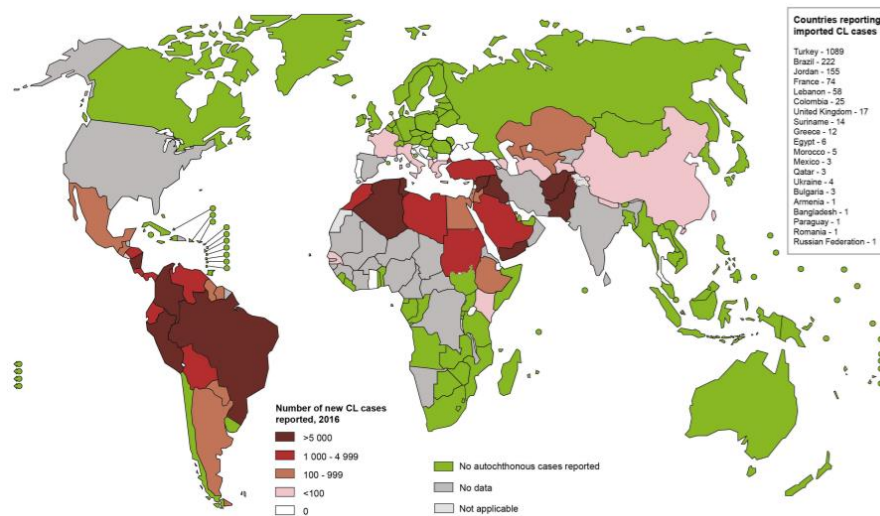 Countries reporting
imported CL cases
Turkey - 1089
Brazil - 222
Jordan - 155
France - 74
Lebanon - 58
Colombia - 25
United Kingdom - 17
Suriname - 14
Greece - 12
Egypt - 6
Morocco - 5
Mexico - 3
Qatar - 3
Ukraine - 4
Bulgaria - 3
Armenia - 1
Bangladesh - 1
Paraguay - 1
Romania - 1
Russian Federation - 1
Number of new CL cases
reported, 2016
>5 000
1 000 - 4 999
100 - 999
<100
0
No autochthonous cases reported
No data
Not applicable